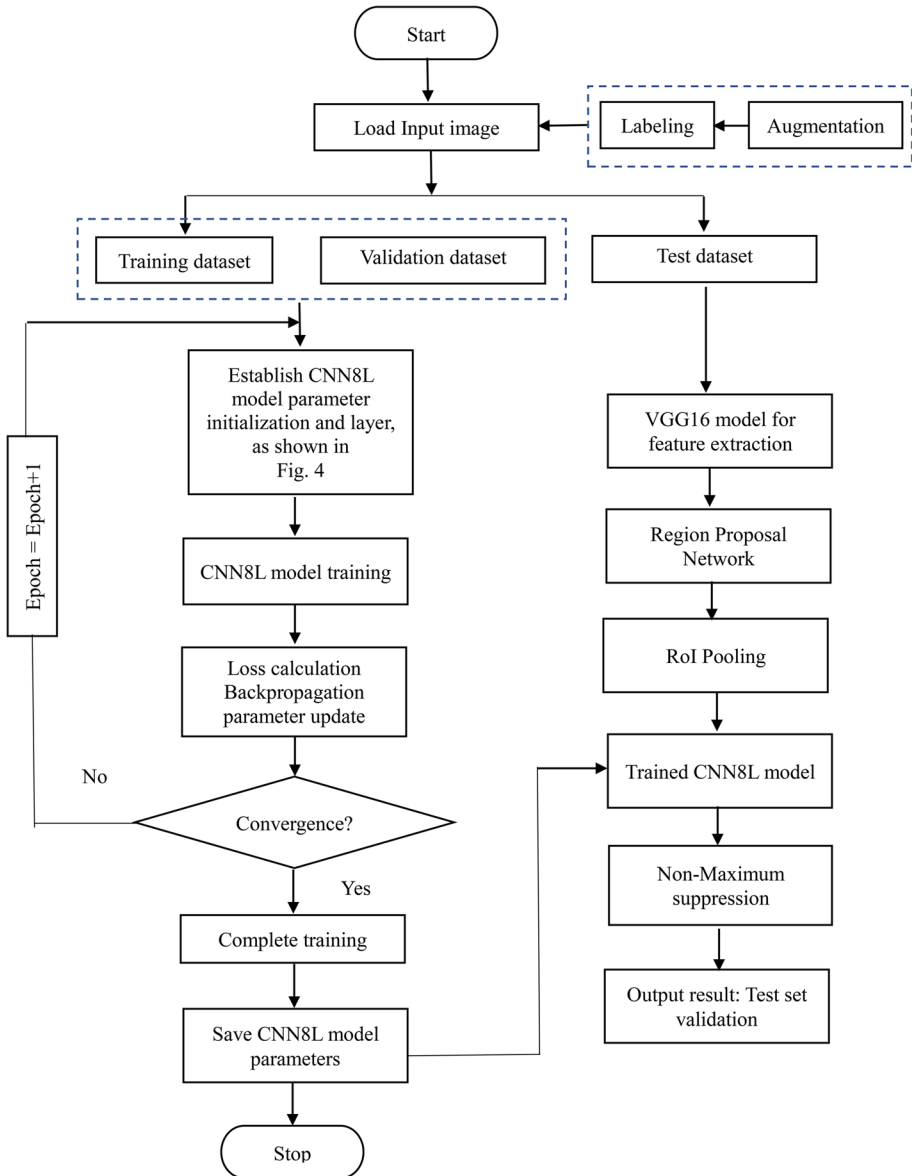 Start
Load Input image
Labeling
Augmentation
Training dataset
Validation dataset
Test dataset
Establish CNN8L
model parameter
initialization and layer,
as shown in
Fig. 4
VGG16 model for
feature extraction
Epoch = Epoch+1
CNN8L model training
Region Proposal
Network
Loss calculation
Backpropagation
parameter update
RoI Pooling
No
Convergence?
Trained CNN8L model
Yes
Non-Maximum
suppression
Complete training
Output result: Test set
validation
Save CNN8L model
parameters
Stop